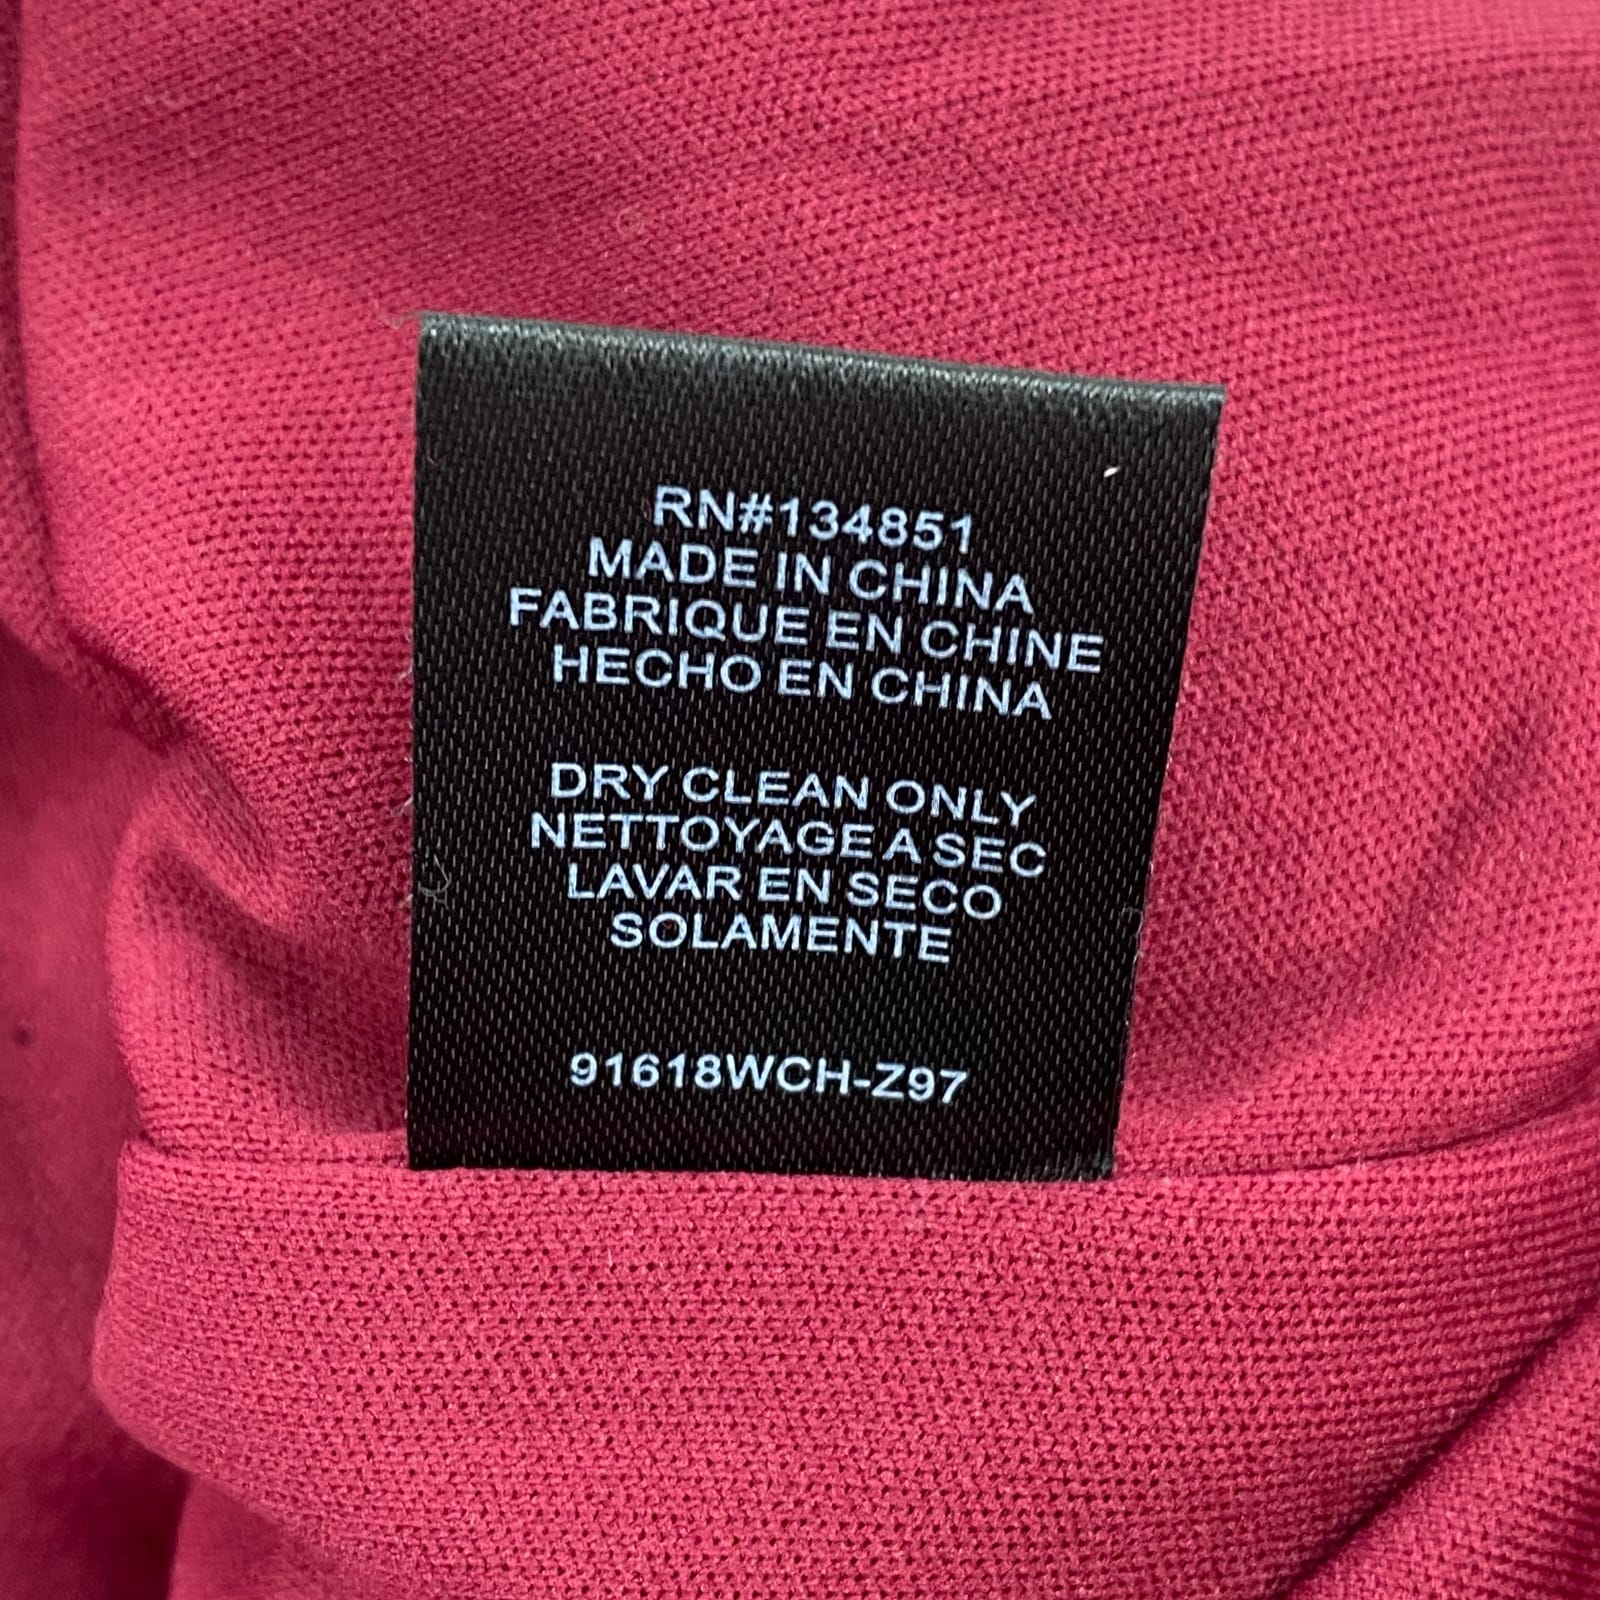 RN#134851
MADE IN CHINA
FABRIQUE EN CHINE
HECHO EN CHINA
DRY CLEAN ONLY
NETTOYAGE A SEC
LAVAR EN SECO
SOLAMENTE
91618WCH-Z97